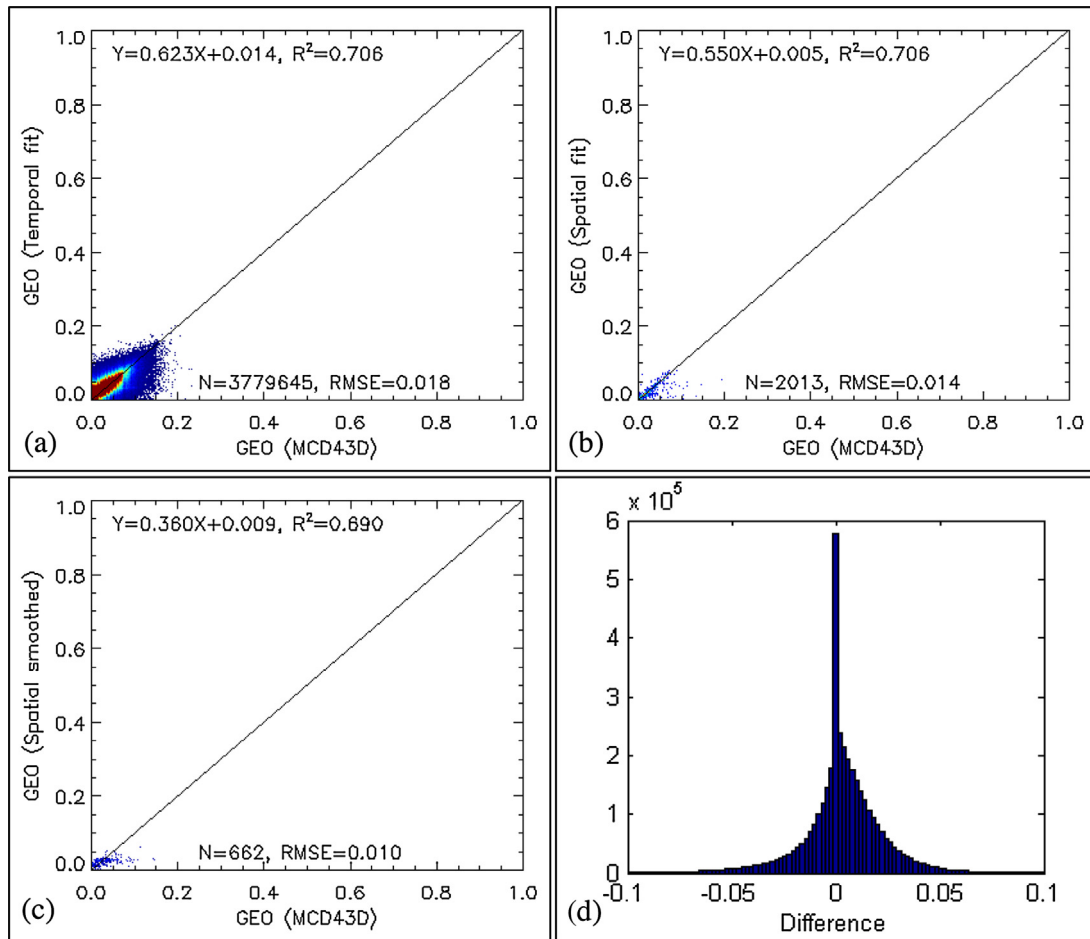 Y=0.623X+0.014, R²=0.706
1.0
0.8
0.6
0.4
0.2
0.0
GEO (Temporal fit)
N=3779645, RMSE=0.018
0.0 0.2 0.4 0.6 0.8 1.0
GEO (MCD43D)
(a)
Y=0.550X+0.005, R²=0.706
1.0
0.8
0.6
0.4
0.2
0.0
GEO (Spatial fit)
N=2013, RMSE=0.014
0.0 0.2 0.4 0.6 0.8 1.0
GEO (MCD43D)
(b)
Y=0.360X+0.009, R²=0.690
1.0
0.8
0.6
0.4
0.2
0.0
GEO (Spatial smoothed)
N=662, RMSE=0.010
0.0 0.2 0.4 0.6 0.8 1.0
GEO (MCD43D)
(c)
x 10⁵
6
5
4
3
2
1
0
-0.1 -0.05 0 0.05 0.1
Difference
(d)